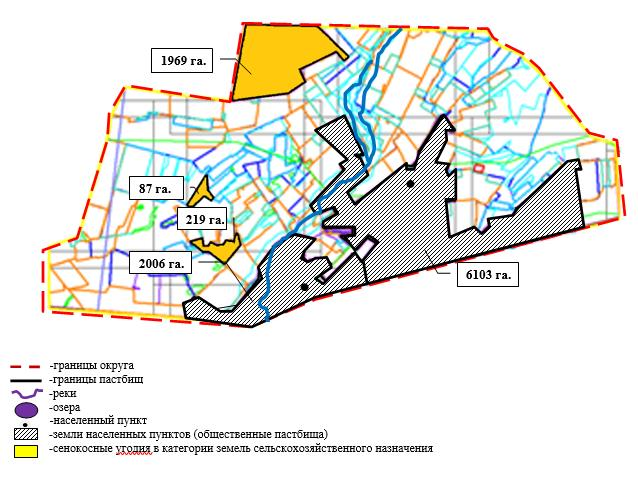 1969 га.
87 га.
219 га.
2006 га.
6103 га.
-границы округа
-границы пастбищ
-реки
-озера
-населенный пункт
-земли населенных пунктов (общественные пастбища)
-сенокосные угодия в категории земель сельскохозяйственного назначения